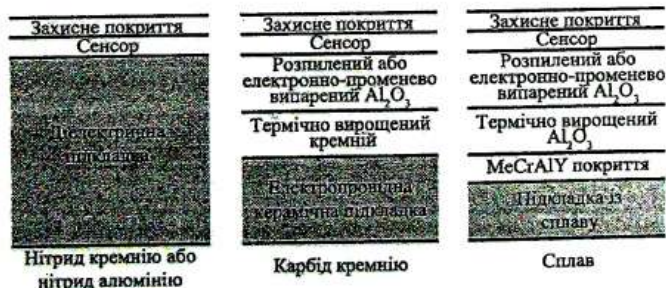 Захисне покриття
Сенсор
Діелектрична
підкладка
Нітрид кремнію або
нітрид алюмінію
Захисне покриття
Сенсор
Розпилений або
електронно-променево
випарений Al₂O₃
Термічно вирощений
кремній
Електропровідна
керамічна підкладка
Карбід кремнію
Захисне покриття
Сенсор
Розпилений або
електронно-променево
випарений Al₂O₃
Термічно вирощений
Al₂O₃
MeCrAlY покриття
Підкладка із
сплаву
Сплав